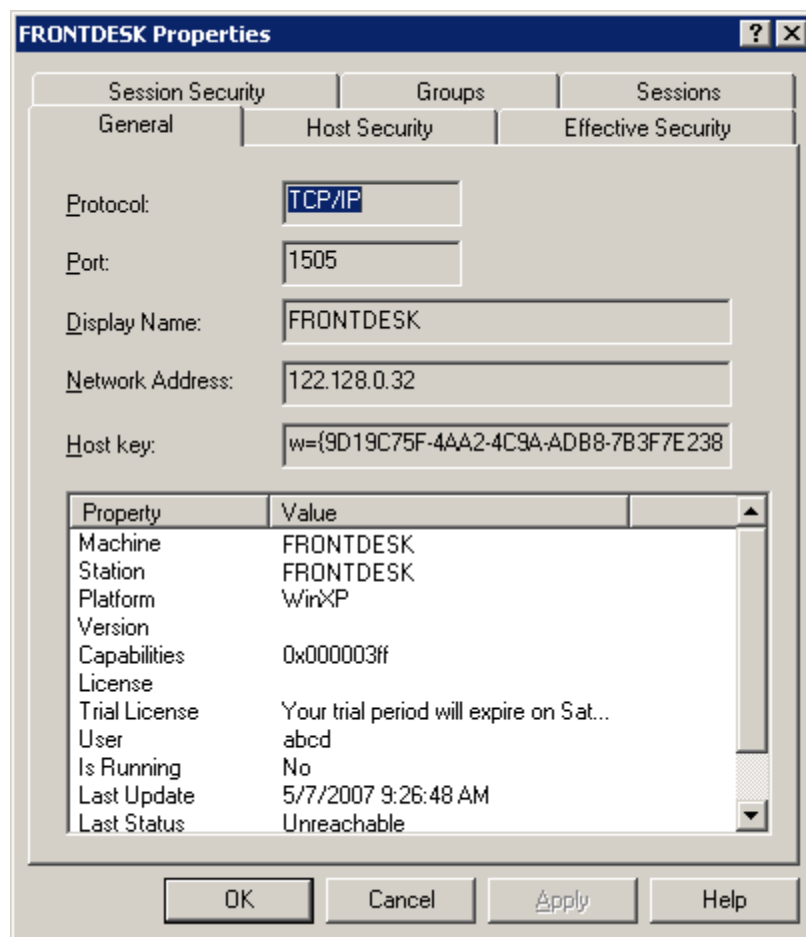 FRONTDESK Properties
Session Security Groups Sessions
General Host Security Effective Security
Protocol: TCP/IP
Port: 1505
Display Name: FRONTDESK
Network Address: 122.128.0.32
Host key: w={9D19C75F-4AA2-4C9A-ADB8-7B3F7E238
Property Value
Machine FRONTDESK
Station FRONTDESK
Platform WinXP
Version
Capabilities 0x000003ff
License
Trial License Your trial period will expire on Sat...
User abcd
Is Running No
Last Update 5/7/2007 9:26:48 AM
Last Status Unreachable
OK Cancel Apply Help